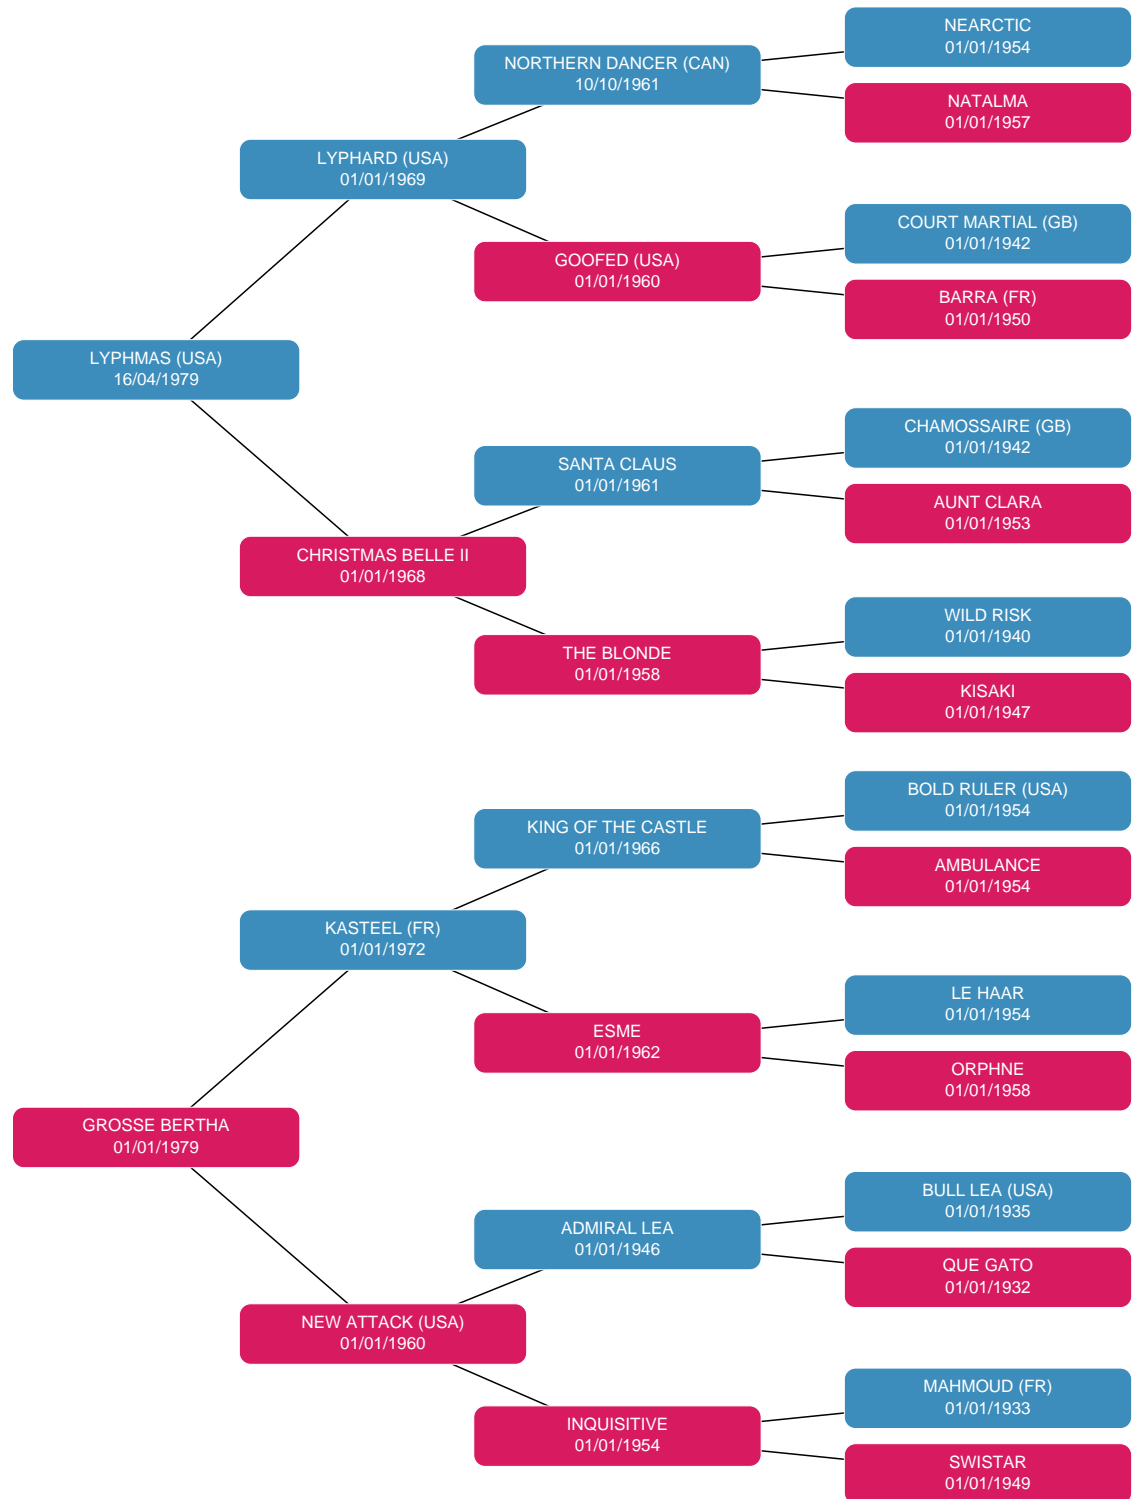 NEARCTIC
01/01/1954
NORTHERN DANCER (CAN)
10/10/1961
NATALMA
01/01/1957
LYPHARD (USA)
01/01/1969
COURT MARTIAL (GB)
01/01/1942
GOOFED (USA)
01/01/1960
BARRA (FR)
01/01/1950
LYPHMAS (USA)
16/04/1979
CHAMOSSAIRE (GB)
01/01/1942
SANTA CLAUS
01/01/1961
AUNT CLARA
01/01/1953
CHRISTMAS BELLE II
01/01/1968
WILD RISK
01/01/1940
THE BLONDE
01/01/1958
KISAKI
01/01/1947
BOLD RULER (USA)
01/01/1954
KING OF THE CASTLE
01/01/1966
AMBULANCE
01/01/1954
KASTEEL (FR)
01/01/1972
LE HAAR
01/01/1954
ESME
01/01/1962
ORPHNE
01/01/1958
GROSSE BERTHA
01/01/1979
BULL LEA (USA)
01/01/1935
ADMIRAL LEA
01/01/1946
QUE GATO
01/01/1932
NEW ATTACK (USA)
01/01/1960
MAHMOUD (FR)
01/01/1933
INQUISITIVE
01/01/1954
SWISTAR
01/01/1949